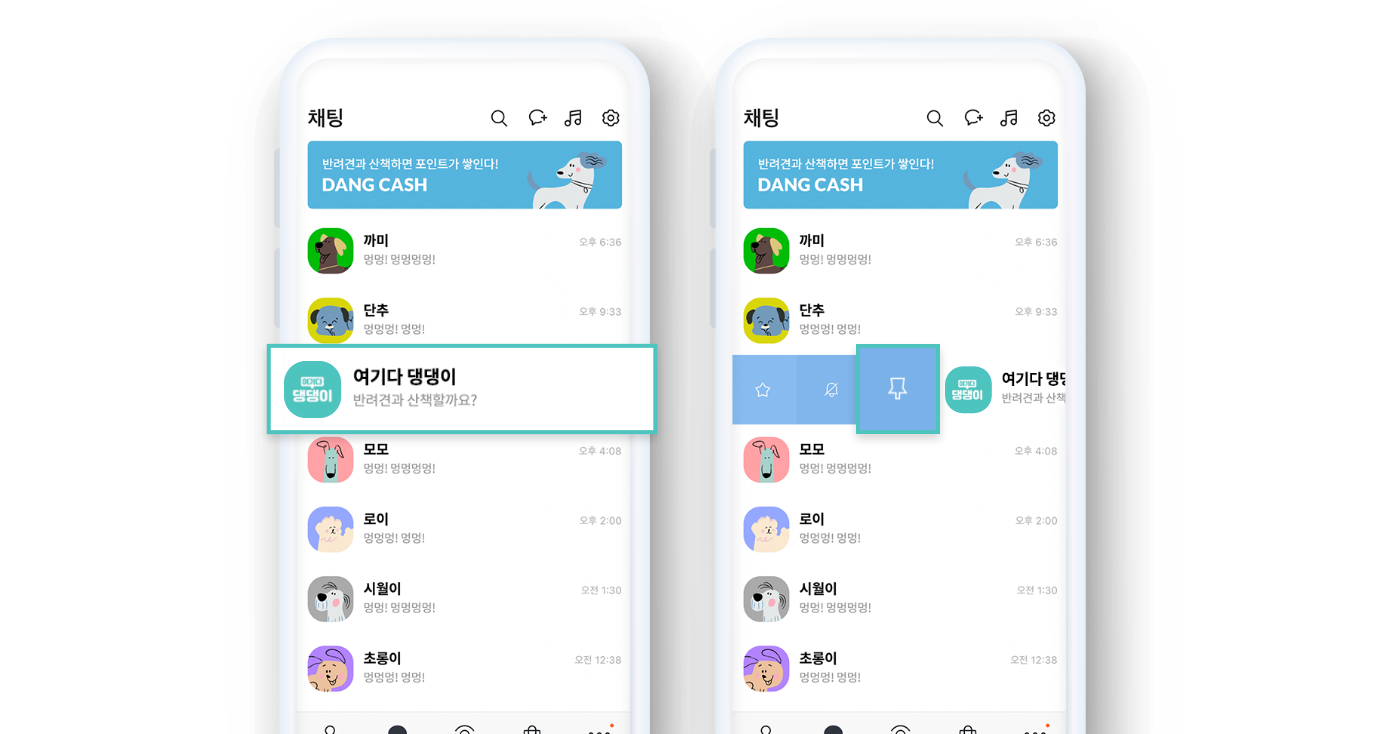 채팅
반려견과 산책하면 포인트가 쌓인다!
DANG CASH
까미
오후 6:36
멍멍! 멍멍멍멍!
단추
오후 9:33
멍멍멍! 멍멍!
여기다
댕댕이
여기다 댕댕이
반려견과 산책할까요?
모모
오후 4:08
멍멍! 멍멍멍멍!
로이
오후 2:00
멍멍멍! 멍멍!
시월이
오전 1:30
멍멍! 멍멍멍멍!
초롱이
오전 12:38
멍멍멍! 멍멍!
채팅
반려견과 산책하면 포인트가 쌓인다!
DANG CASH
까미
오후 6:36
멍멍! 멍멍멍멍!
단추
오후 9:33
멍멍멍! 멍멍!
여기다
댕댕이
여기다 댕댕
반려견과 산책
모모
오후 4:08
멍멍! 멍멍멍멍!
로이
오후 2:00
멍멍멍! 멍멍!
시월이
오전 1:30
멍멍! 멍멍멍멍!
초롱이
오전 12:38
멍멍멍! 멍멍!